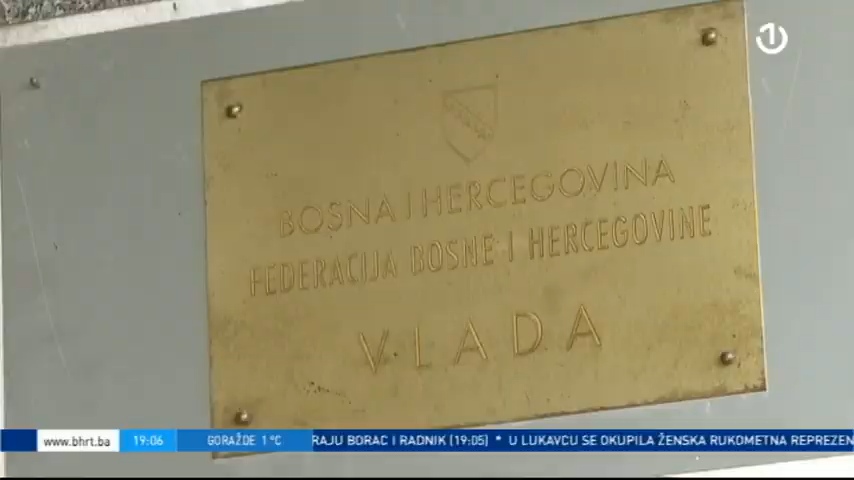 1
BOSNA I HERCEGOVINA
FEDERACIJA BOSNE I HERCEGOVINE
VLADA
www.bhrt.ba 19:06 GORAŽDE 1°C RAJU BORAC I RADNIK (19:05) * U LUKAVCU SE OKUPILA ŽENSKA RUKOMETNA REPREZEN